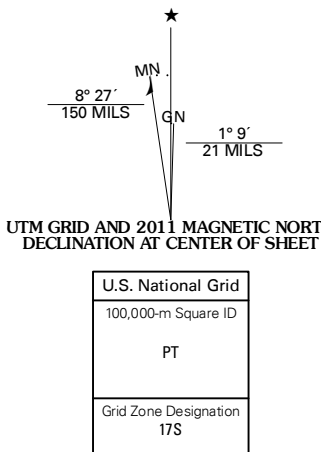 MN
8° 27´
150 MILS
GN
1° 9´
21 MILS
UTM GRID AND 2011 MAGNETIC NORT
DECLINATION AT CENTER OF SHEET
U.S. National Grid
100,000-m Square ID
PT
Grid Zone Designation
17S